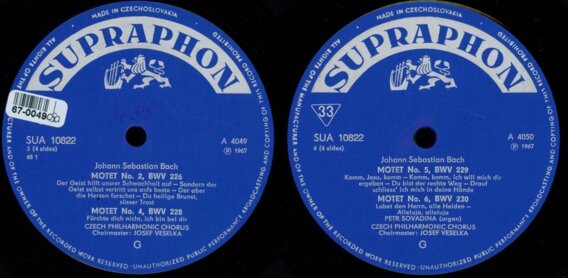 MADE IN CZECHOSLOVAKIA
SUPRAPHON
67-0049
SUA 10822
(4 sides)
68 1
A 4049
Ⓟ 1967
Johann Sebastian Bach
MOTET No. 2, BWV 226
Der Geist hilft unsrer Schwachheit auf — Sondern der
Geist selbst vertritt uns aufs beste — Der aber
die Herzen forschet — Du heilige Brunst,
süsser Trost
MOTET No. 4, BWV 228
Fürchte dich nicht, ich bin bei dir
CZECH PHILHARMONIC CHORUS
Choirmaster: JOSEF VESELKA
G
ALL RIGHTS OF THE MANUFACTURER AND OF THE OWNER OF THE RECORDED WORK RESERVED · UNAUTHORIZED PUBLIC PERFORMANCE, BROADCASTING AND COPYING OF THIS RECORD PROHIBITED
MADE IN CZECHOSLOVAKIA
SUPRAPHON
33
SUA 10822
4 (4 sides)
A 4050
Ⓟ 1967
Johann Sebastian Bach
MOTET No. 5, BWV 229
Komm, Jesu, komm — Komm, komm, ich will mich dir
ergeben — Du bist der rechte Weg — Drauf
schliess' ich mich in deine Hände
MOTET No. 6, BWV 230
Lobet den Herrn, alle Heiden —
Alleluja, alleluja
PETR SOVADINA (organ)
CZECH PHILHARMONIC CHORUS
Choirmaster: JOSEF VESELKA
G
ALL RIGHTS OF THE MANUFACTURER AND OF THE OWNER OF THE RECORDED WORK RESERVED · UNAUTHORIZED PUBLIC PERFORMANCE, BROADCASTING AND COPYING OF THIS RECORD PROHIBITED